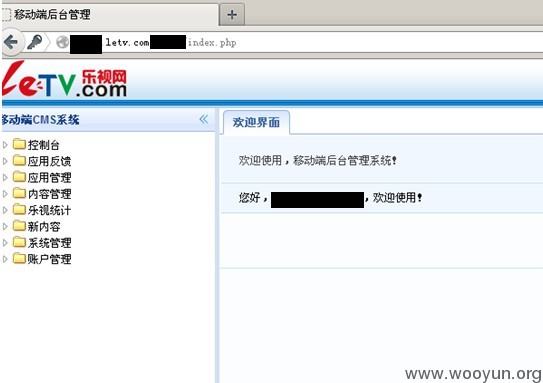 移动端后台管理
letv.com
index.php
LeTV 乐视网
.com
移动端CMS系统
控制台
应用反馈
应用管理
内容管理
乐视统计
新内容
系统管理
账户管理
欢迎界面
欢迎使用，移动端后台管理系统！
您好，，欢迎使用！
www.wooyun.org